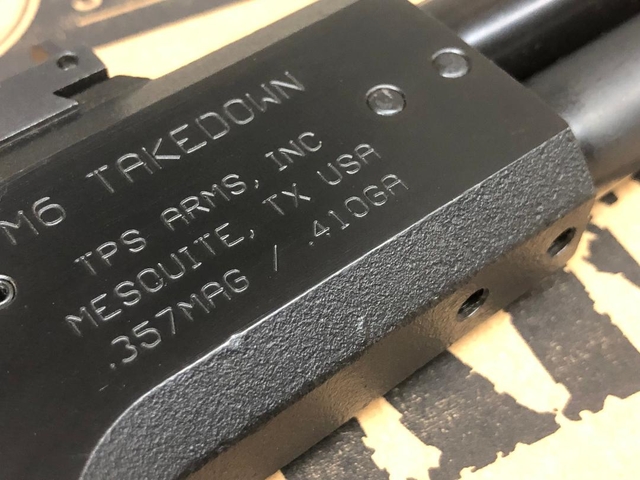 M6 TAKEDOWN
TPS ARMS, INC
MESQUITE, TX USA
.357MAG / .410GA